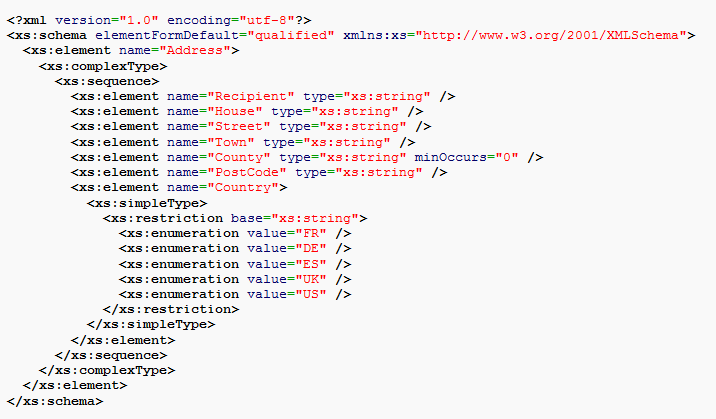 <?xml version="1.0" encoding="utf-8"?>
<xs:schema elementFormDefault="qualified" xmlns:xs="http://www.w3.org/2001/XMLSchema">
  <xs:element name="Address">
    <xs:complexType>
      <xs:sequence>
        <xs:element name="Recipient" type="xs:string" />
        <xs:element name="House" type="xs:string" />
        <xs:element name="Street" type="xs:string" />
        <xs:element name="Town" type="xs:string" />
        <xs:element name="County" type="xs:string" minOccurs="0" />
        <xs:element name="PostCode" type="xs:string" />
        <xs:element name="Country">
          <xs:simpleType>
            <xs:restriction base="xs:string">
              <xs:enumeration value="FR" />
              <xs:enumeration value="DE" />
              <xs:enumeration value="ES" />
              <xs:enumeration value="UK" />
              <xs:enumeration value="US" />
            </xs:restriction>
          </xs:simpleType>
        </xs:element>
      </xs:sequence>
    </xs:complexType>
  </xs:element>
</xs:schema>